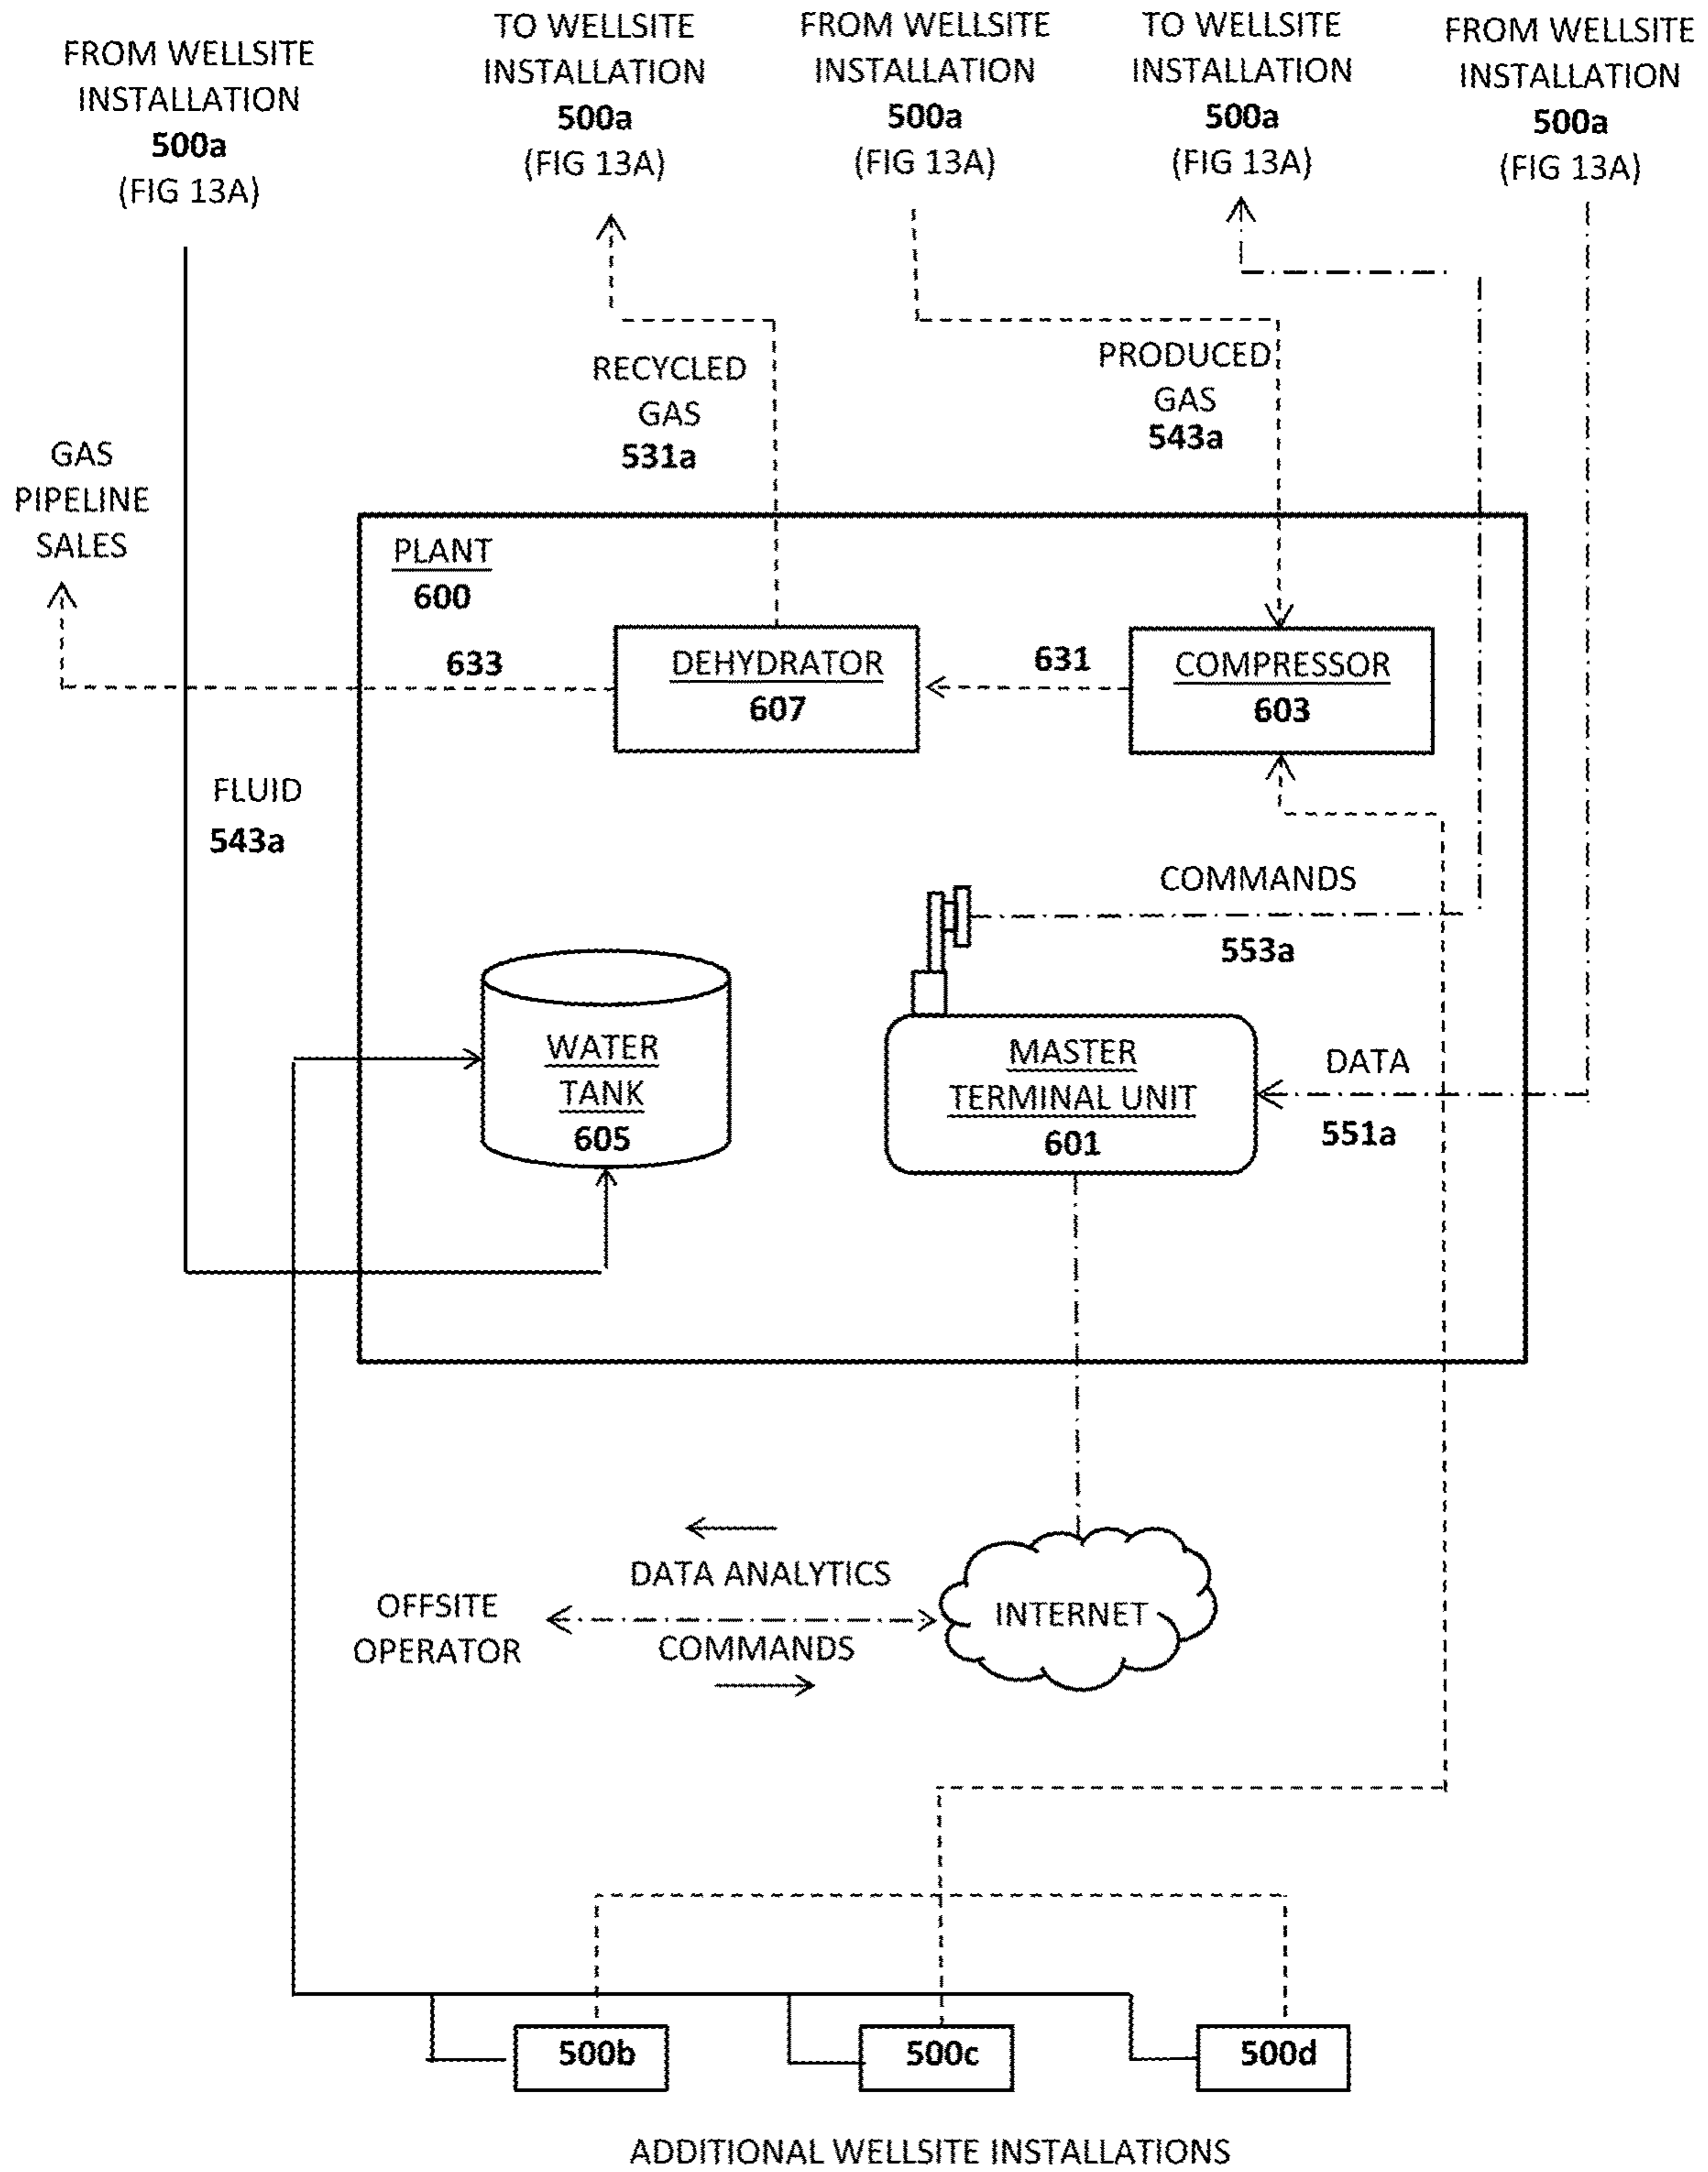 FROM WELLSITE
INSTALLATION
500a
(FIG 13A)
TO WELLSITE
INSTALLATION
500a
(FIG 13A)
FROM WELLSITE
INSTALLATION
500a
(FIG 13A)
TO WELLSITE
INSTALLATION
500a
(FIG 13A)
FROM WELLSITE
INSTALLATION
500a
(FIG 13A)
RECYCLED
GAS
531a
PRODUCED
GAS
543a
GAS
PIPELINE
SALES
PLANT
600
633
DEHYDRATOR
607
631
COMPRESSOR
603
FLUID
543a
COMMANDS
553a
WATER
TANK
605
MASTER
TERMINAL UNIT
601
DATA
551a
DATA ANALYTICS
OFFSITE
OPERATOR
COMMANDS
INTERNET
500b
500c
500d
ADDITIONAL WELLSITE INSTALLATIONS